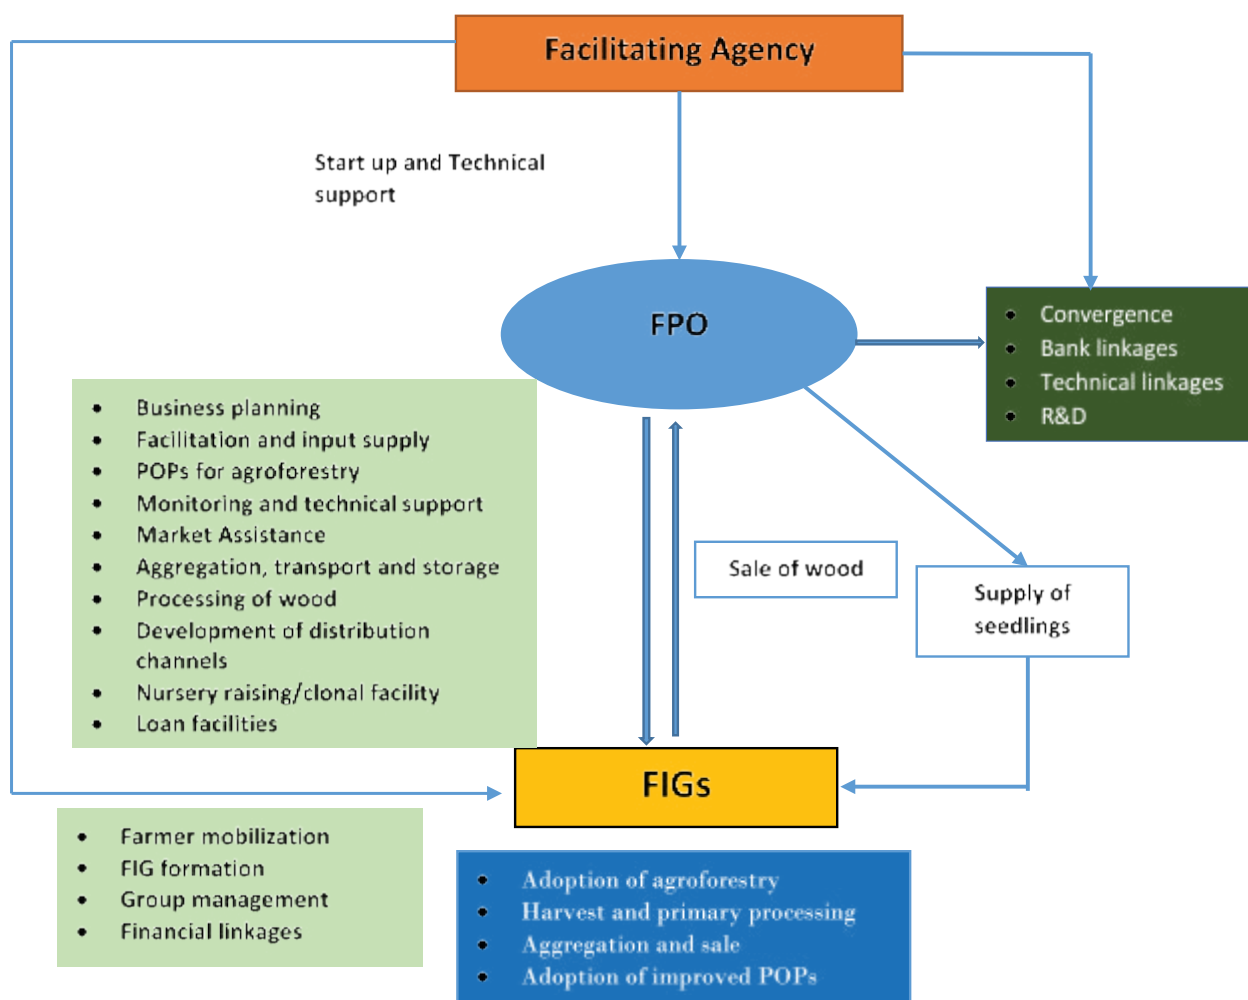 Facilitating Agency
Start up and Technical
support
FPO
• Convergence
• Bank linkages
• Technical linkages
• R&D
• Business planning
• Facilitation and input supply
• POPs for agroforestry
• Monitoring and technical support
• Market Assistance
• Aggregation, transport and storage
• Processing of wood
• Development of distribution
channels
• Nursery raising/clonal facility
• Loan facilities
Sale of wood
Supply of
seedlings
FIGs
• Farmer mobilization
• FIG formation
• Group management
• Financial linkages
• Adoption of agroforestry
• Harvest and primary processing
• Aggregation and sale
• Adoption of improved POPs